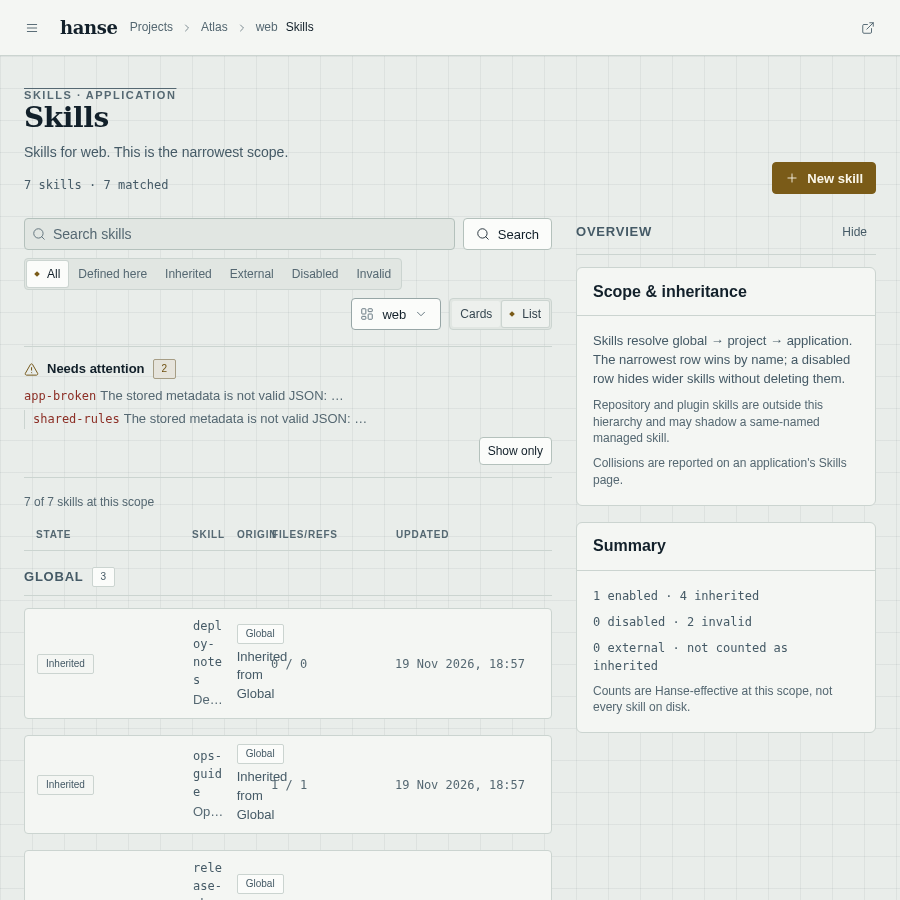 hanse Projects Atlas web Skills
SKILLS · APPLICATION
Skills
Skills for web. This is the narrowest scope.
7 skills · 7 matched
New skill
Search skills
Search
All Defined here Inherited External Disabled Invalid
web
Cards List
Needs attention 2
app-broken The stored metadata is not valid JSON: …
shared-rules The stored metadata is not valid JSON: …
Show only
7 of 7 skills at this scope
STATE SKILL ORIGIN FILES/REFS UPDATED
GLOBAL 3
Inherited
depl
oy-
note
s
De…
Global
Inherited
from
Global
0 / 0
19 Nov 2026, 18:57
Inherited
ops-
guid
e
Op…
Global
Inherited
from
Global
1 / 1
19 Nov 2026, 18:57
rele
ase-
Global
OVERVIEW Hide
Scope & inheritance
Skills resolve global → project → application.
The narrowest row wins by name; a disabled
row hides wider skills without deleting them.
Repository and plugin skills are outside this
hierarchy and may shadow a same-named
managed skill.
Collisions are reported on an application's Skills
page.
Summary
1 enabled · 4 inherited
0 disabled · 2 invalid
0 external · not counted as
inherited
Counts are Hanse-effective at this scope, not
every skill on disk.